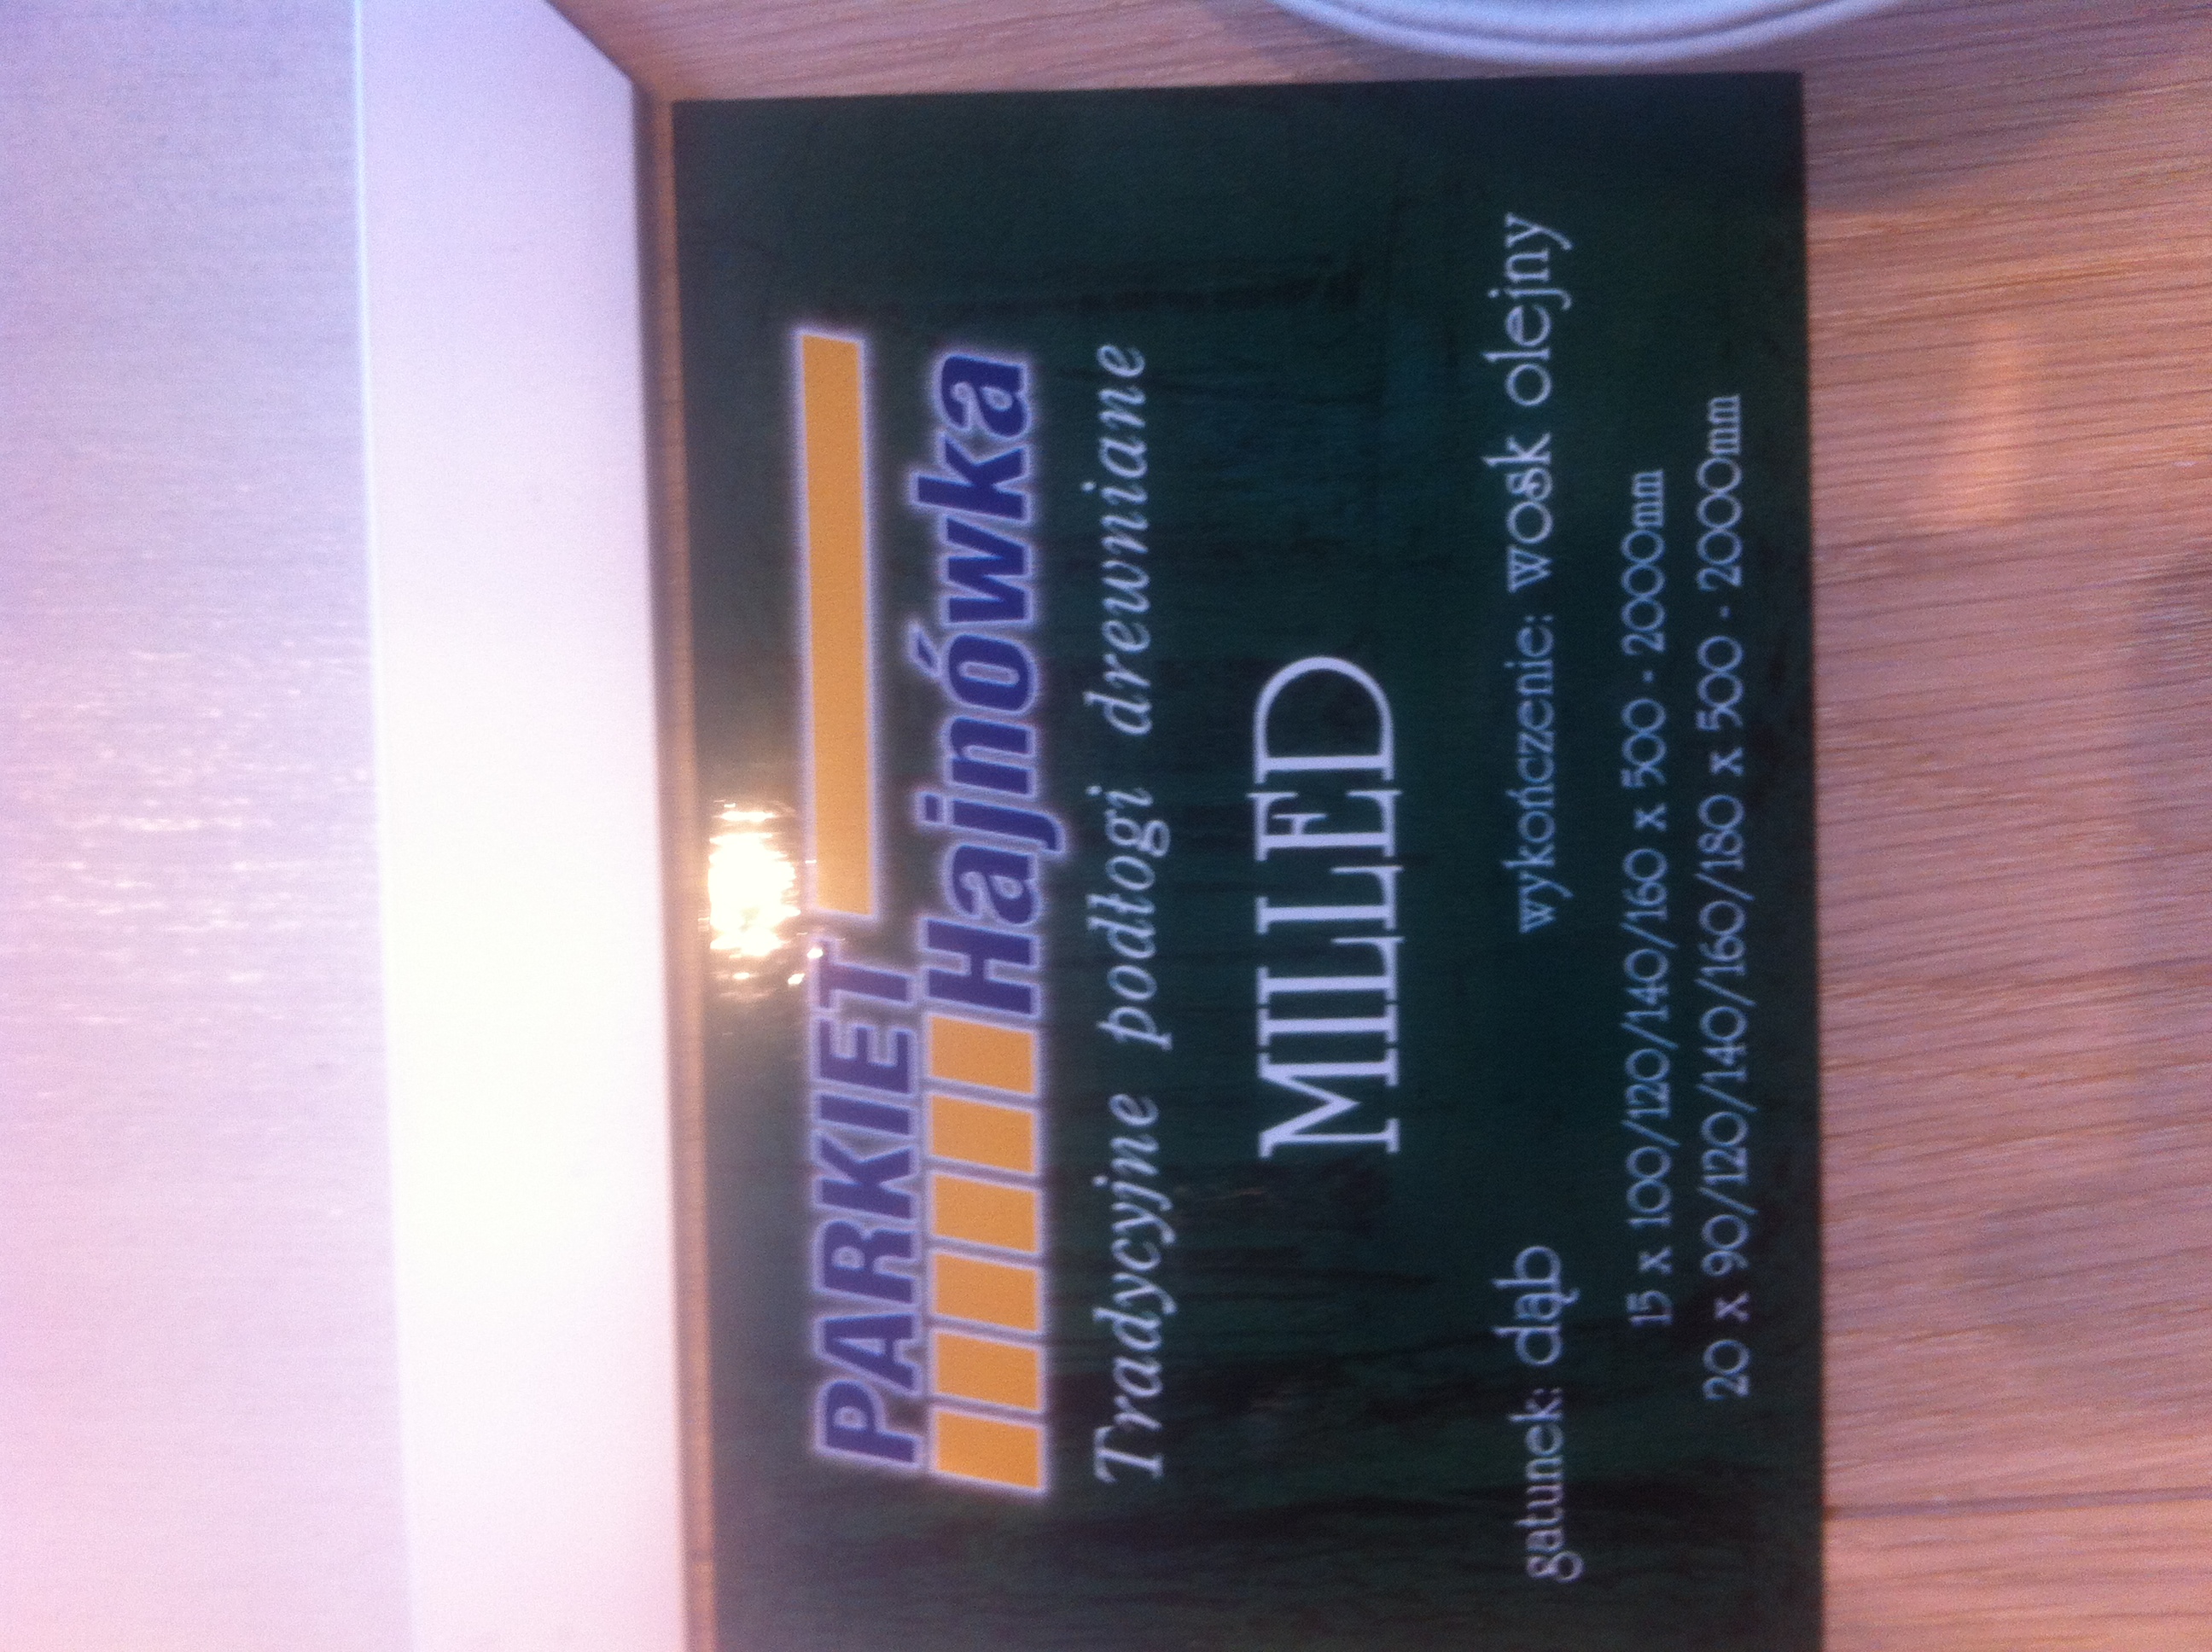 PARKIET
Hajnówka
Tradycyjne podłogi drewniane
MILLED
gatunek: dąb wykończenie: wosk olejny
15 x 100/120/140/160 x 500 - 2000mm
20 x 90/120/140/160/180 x 500 - 2000mm